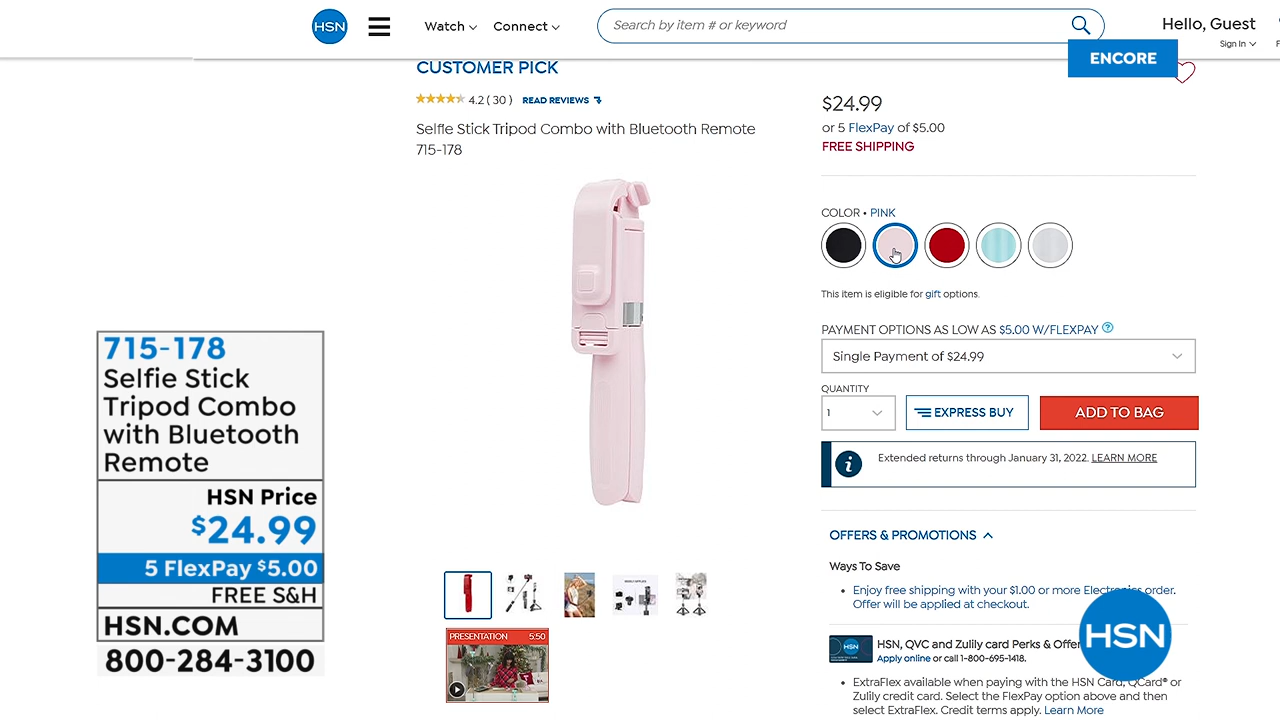 HSN
Watch
Connect
Search by item # or keyword
Hello, Guest
Sign In
ENCORE
CUSTOMER PICK
4.2 ( 30 ) READ REVIEWS
Selfie Stick Tripod Combo with Bluetooth Remote
715-178
$24.99
or 5 FlexPay of $5.00
FREE SHIPPING
COLOR • PINK
This item is eligible for gift options.
PAYMENT OPTIONS AS LOW AS $5.00 W/FLEXPAY ?
Single Payment of $24.99
QUANTITY
1
EXPRESS BUY
ADD TO BAG
i Extended returns through January 31, 2022. LEARN MORE
OFFERS & PROMOTIONS
Ways To Save
• Enjoy free shipping with your $1.00 or more Electronics order.
Offer will be applied at checkout.
HSN
HSN, QVC and Zulily card Perks & Offe
Apply online or call 1-800-695-1418.
• ExtraFlex available when paying with the HSN Card, QCard® or
Zulily credit card. Select the FlexPay option above and then
select ExtraFlex. Credit terms apply. Learn More
HSN
PRESENTATION 5:50
715-178
Selfie Stick
Tripod Combo
with Bluetooth
Remote
HSN Price
$24.99
5 FlexPay $5.00
FREE S&H
HSN.COM
800-284-3100